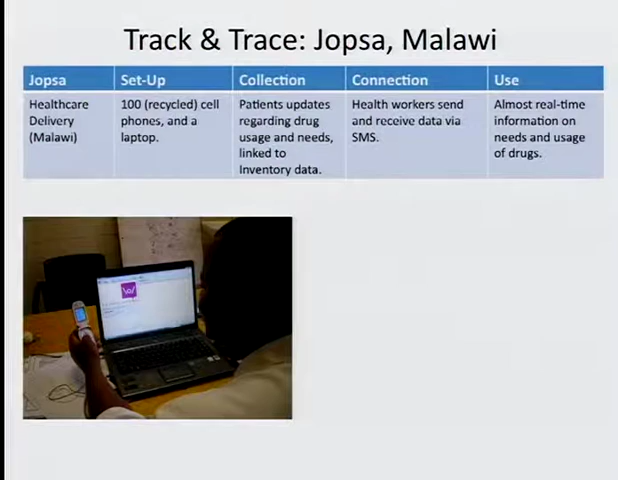 Track & Trace: Jopsa, Malawi
Jopsa
Set-Up
Collection
Connection
Use
Healthcare
Delivery
(Malawi)
100 (recycled) cell
phones, and a
laptop.
Patients updates
regarding drug
usage and needs,
linked to
Inventory data.
Health workers send
and receive data via
SMS.
Almost real-time
information on
needs and usage
of drugs.
\o/